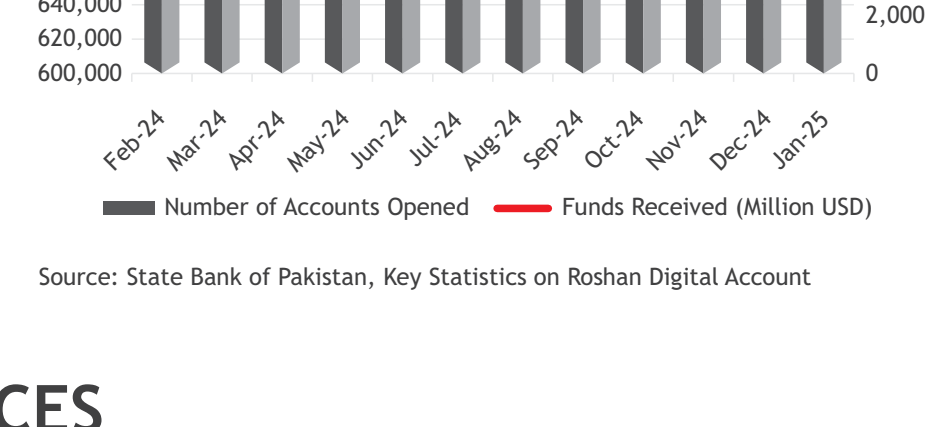 640,000
2,000
620,000
600,000
0
Feb-24 Mar-24 Apr-24 May-24 Jun-24 Jul-24 Aug-24 Sep-24 Oct-24 Nov-24 Dec-24 Jan-25
Number of Accounts Opened Funds Received (Million USD)
Source: State Bank of Pakistan, Key Statistics on Roshan Digital Account
CES